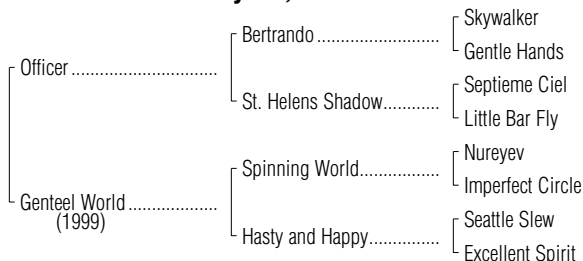 Skywalker
Bertrando
Gentle Hands
Officer
Septieme Ciel
St. Helens Shadow
Little Bar Fly
Nureyev
Spinning World
Imperfect Circle
Genteel World
(1999)
Seattle Slew
Hasty and Happy
Excellent Spirit